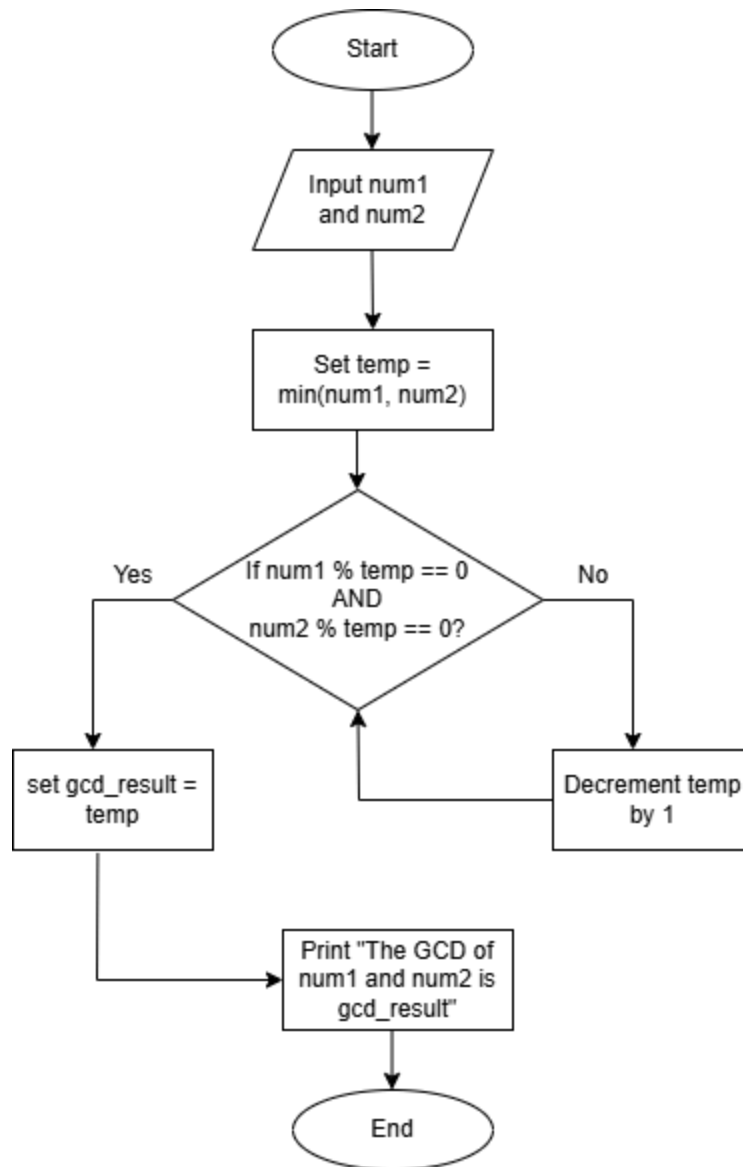 Start
Input num1
and num2
Set temp =
min(num1, num2)
Yes
If num1 % temp == 0
AND
num2 % temp == 0?
No
set gcd_result =
temp
Decrement temp
by 1
Print "The GCD of
num1 and num2 is
gcd_result"
End